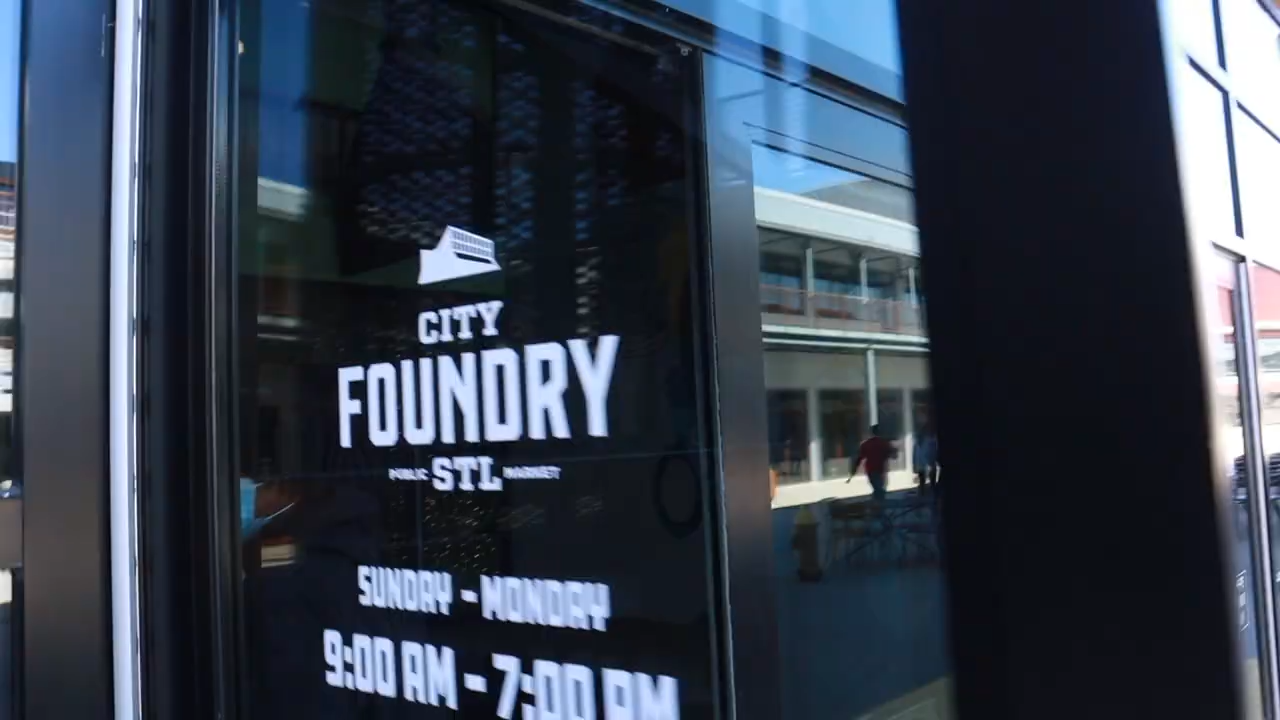 CITY
FOUNDRY
PUBLIC STL MARKET
SUNDAY - MONDAY
9:00 AM - 7:00 PM